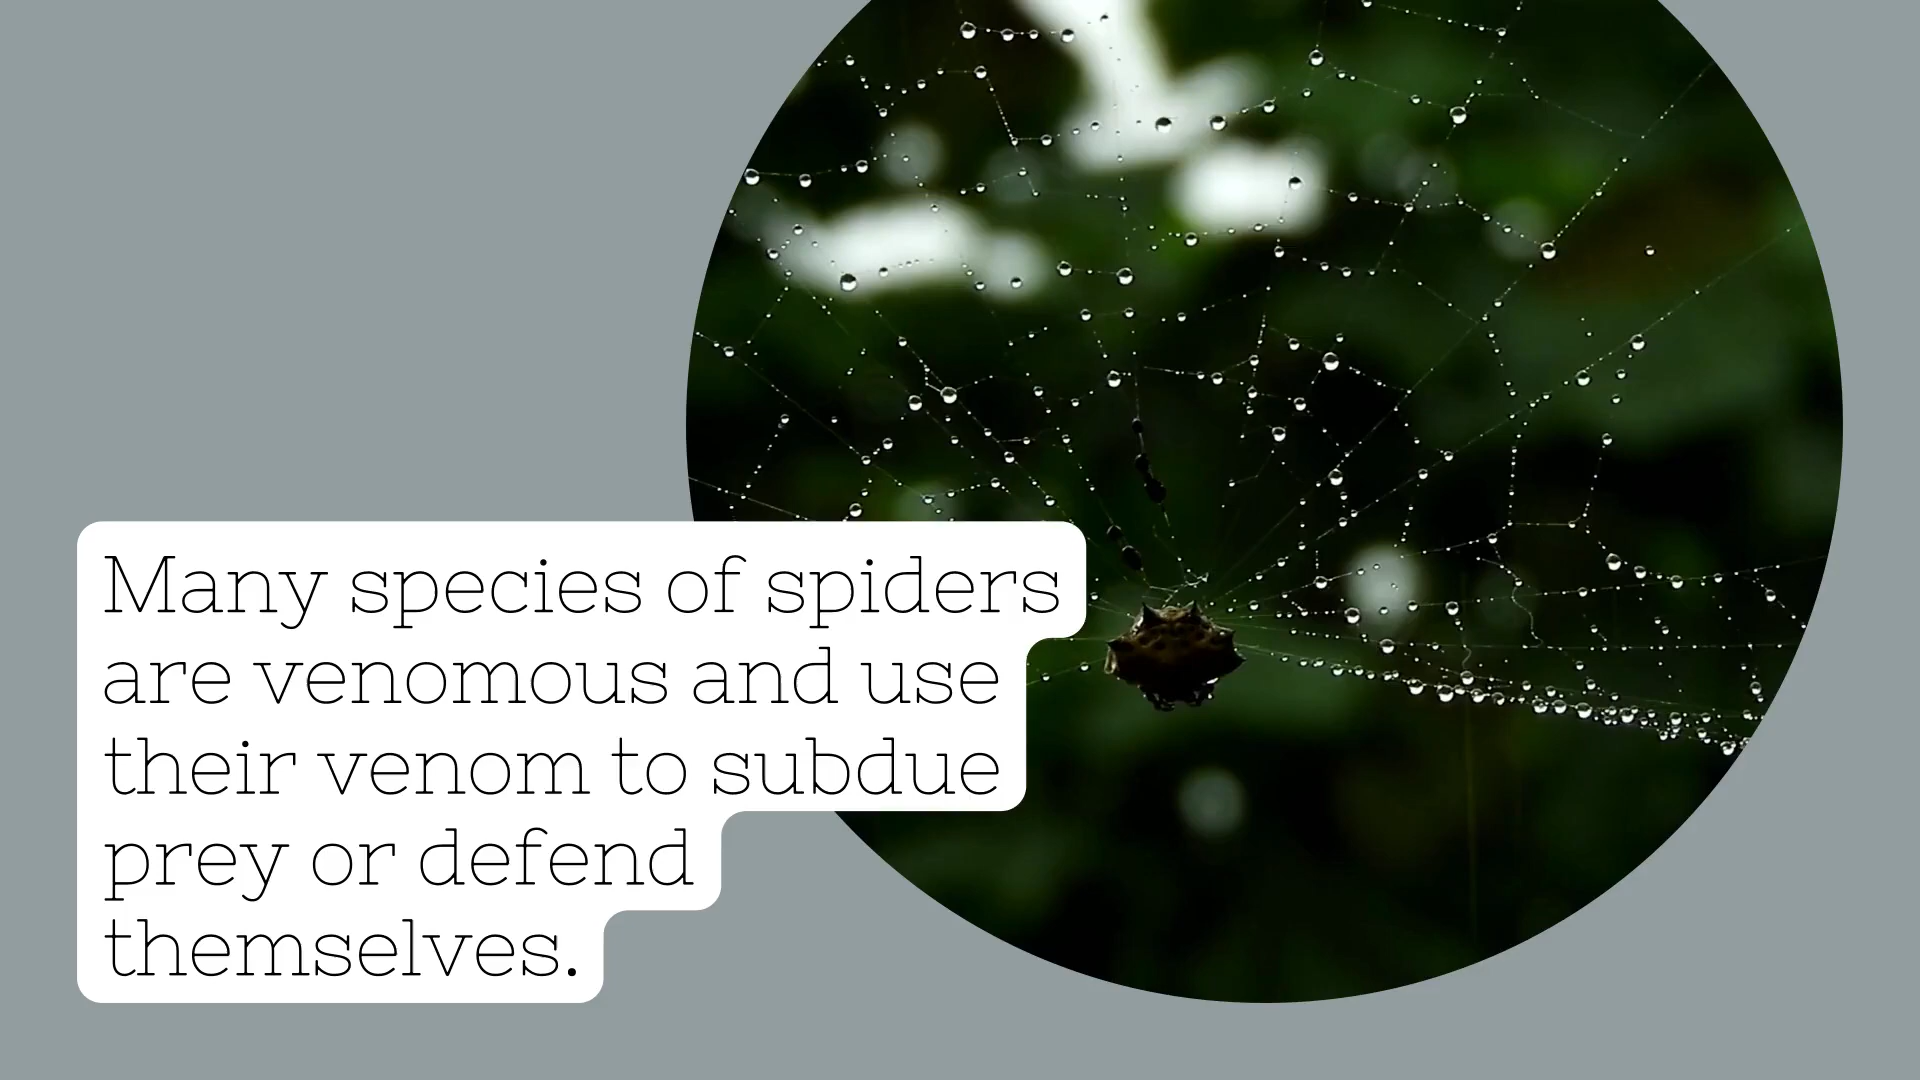 Many species of spiders
are venomous and use
their venom to subdue
prey or defend
themselves.